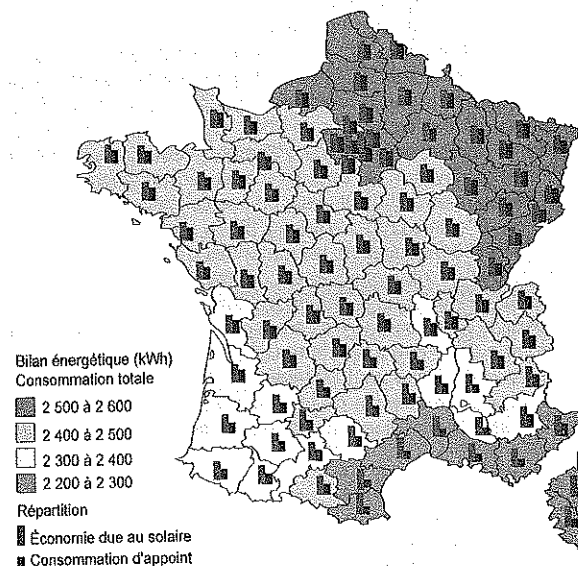 Bilan énergétique (kWh)
Consommation totale
2 500 à 2 600
2 400 à 2 500
2 300 à 2 400
2 200 à 2 300
Répartition
Économie due au solaire
Consommation d'appoint